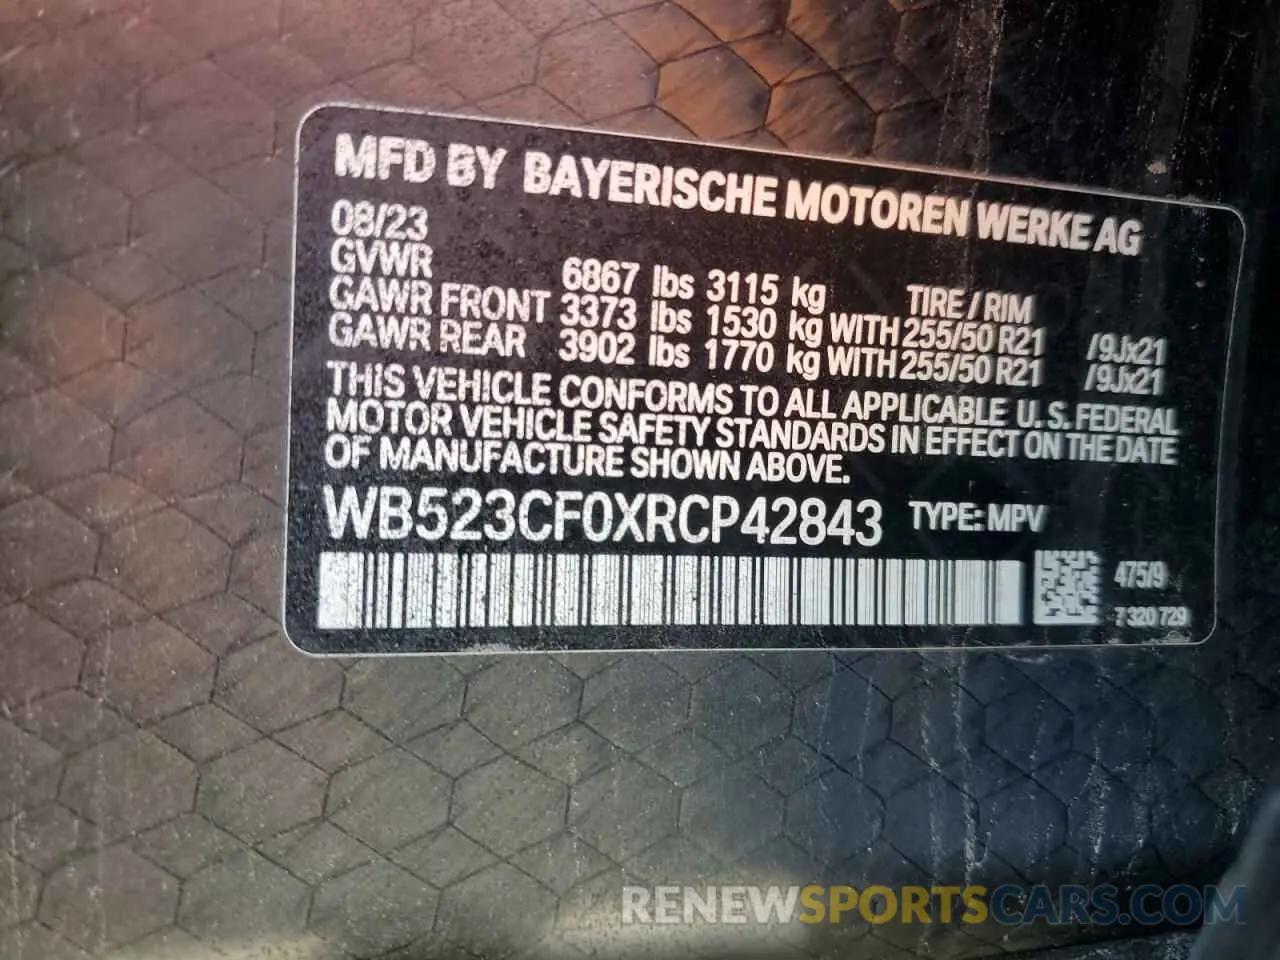 MFD BY BAYERISCHE MOTOREN WERKE AG
08/23
GVWR 6867 lbs 3115 kg TIRE / RIM
GAWR FRONT 3373 lbs 1530 kg WITH 255/50 R21 /9Jx21
GAWR REAR 3902 lbs 1770 kg WITH 255/50 R21 /9Jx21
THIS VEHICLE CONFORMS TO ALL APPLICABLE U. S. FEDERAL
MOTOR VEHICLE SAFETY STANDARDS IN EFFECT ON THE DATE
OF MANUFACTURE SHOWN ABOVE.
WB523CF0XRCP42843 TYPE: MPV
475/9
7 320 729
RENEWSPORTSCARS.COM